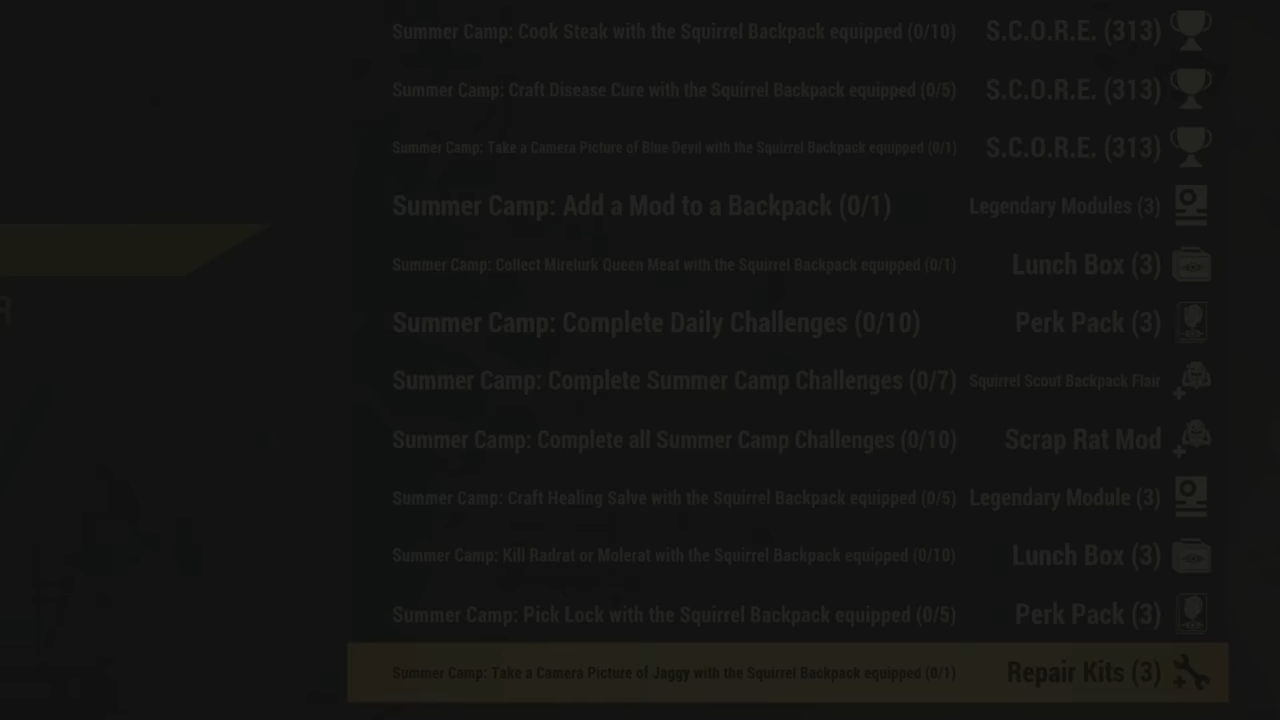 Summer Camp: Cook Steak with the Squirrel Backpack equipped (0/10) S.C.O.R.E. (313)
Summer Camp: Craft Disease Cure with the Squirrel Backpack equipped (0/5) S.C.O.R.E. (313)
Summer Camp: Take a Camera Picture of Blue Devil with the Squirrel Backpack equipped (0/1) S.C.O.R.E. (313)
Summer Camp: Add a Mod to a Backpack (0/1) Legendary Modules (3)
Summer Camp: Collect Mirelurk Queen Meat with the Squirrel Backpack equipped (0/1) Lunch Box (3)
Summer Camp: Complete Daily Challenges (0/10) Perk Pack (3)
Summer Camp: Complete Summer Camp Challenges (0/7) Squirrel Scout Backpack Flair
Summer Camp: Complete all Summer Camp Challenges (0/10) Scrap Rat Mod
Summer Camp: Craft Healing Salve with the Squirrel Backpack equipped (0/5) Legendary Module (3)
Summer Camp: Kill Radrat or Molerat with the Squirrel Backpack equipped (0/10) Lunch Box (3)
Summer Camp: Pick Lock with the Squirrel Backpack equipped (0/5) Perk Pack (3)
Summer Camp: Take a Camera Picture of Jaggy with the Squirrel Backpack equipped (0/1) Repair Kits (3)